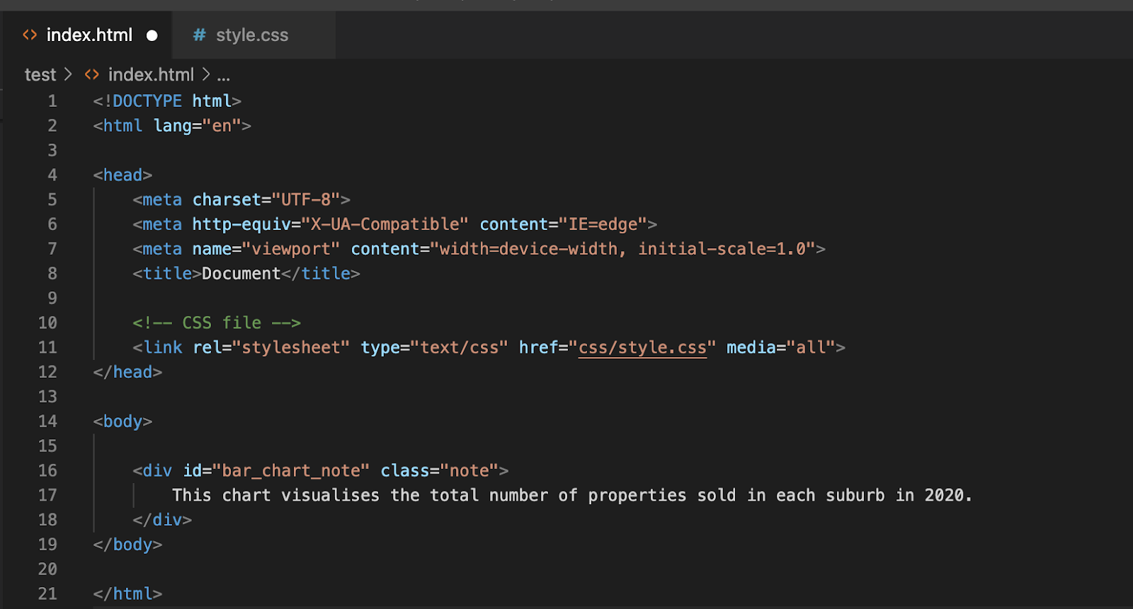 index.html
# style.css
test > index.html > ...
1 <!DOCTYPE html>
2 <html lang="en">
3
4 <head>
5     <meta charset="UTF-8">
6     <meta http-equiv="X-UA-Compatible" content="IE=edge">
7     <meta name="viewport" content="width=device-width, initial-scale=1.0">
8     <title>Document</title>
9
10     <!-- CSS file -->
11     <link rel="stylesheet" type="text/css" href="css/style.css" media="all">
12 </head>
13
14 <body>
15
16     <div id="bar_chart_note" class="note">
17         This chart visualises the total number of properties sold in each suburb in 2020.
18     </div>
19 </body>
20
21 </html>